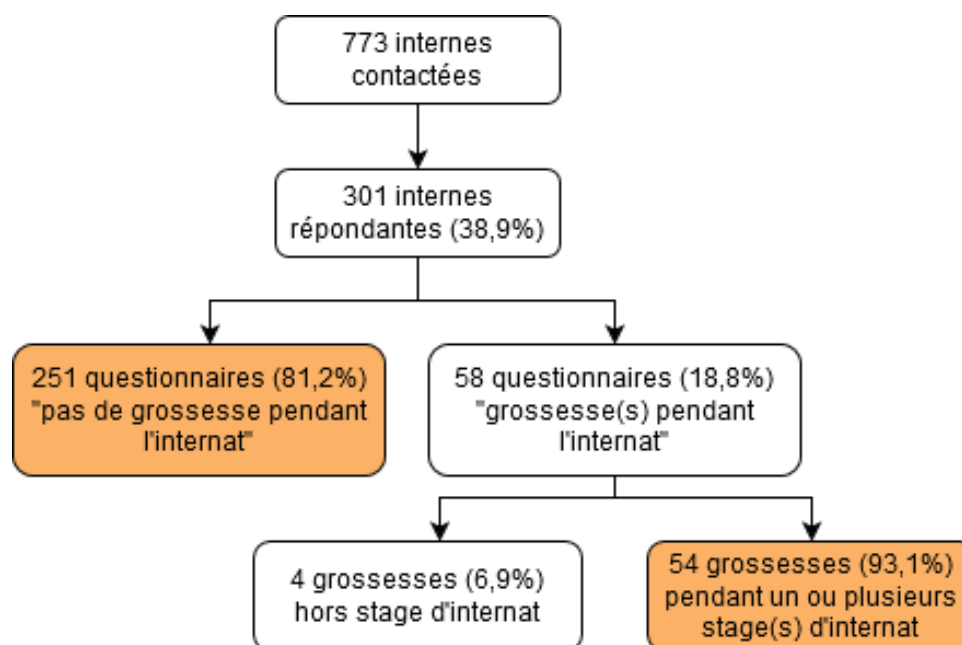 773 internes
contactées
301 internes
répondantes (38,9%)
251 questionnaires (81,2%)
"pas de grossesse pendant
l'internat"
58 questionnaires (18,8%)
"grossesse(s) pendant
l'internat"
4 grossesses (6,9%)
hors stage d'internat
54 grossesses (93,1%)
pendant un ou plusieurs
stage(s) d'internat